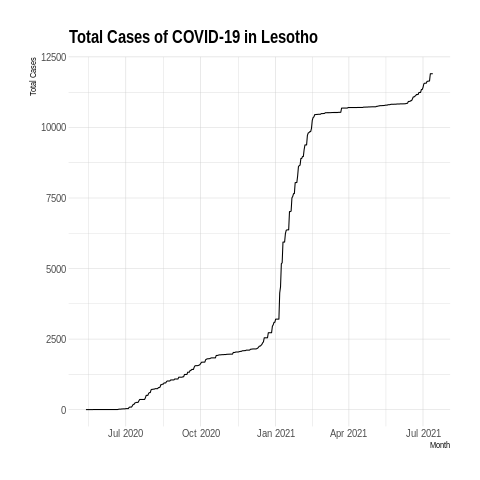 Total Cases of COVID-19 in Lesotho
Total Cases
12500
10000
7500
5000
2500
0
Jul 2020 Oct 2020 Jan 2021 Apr 2021 Jul 2021
Month